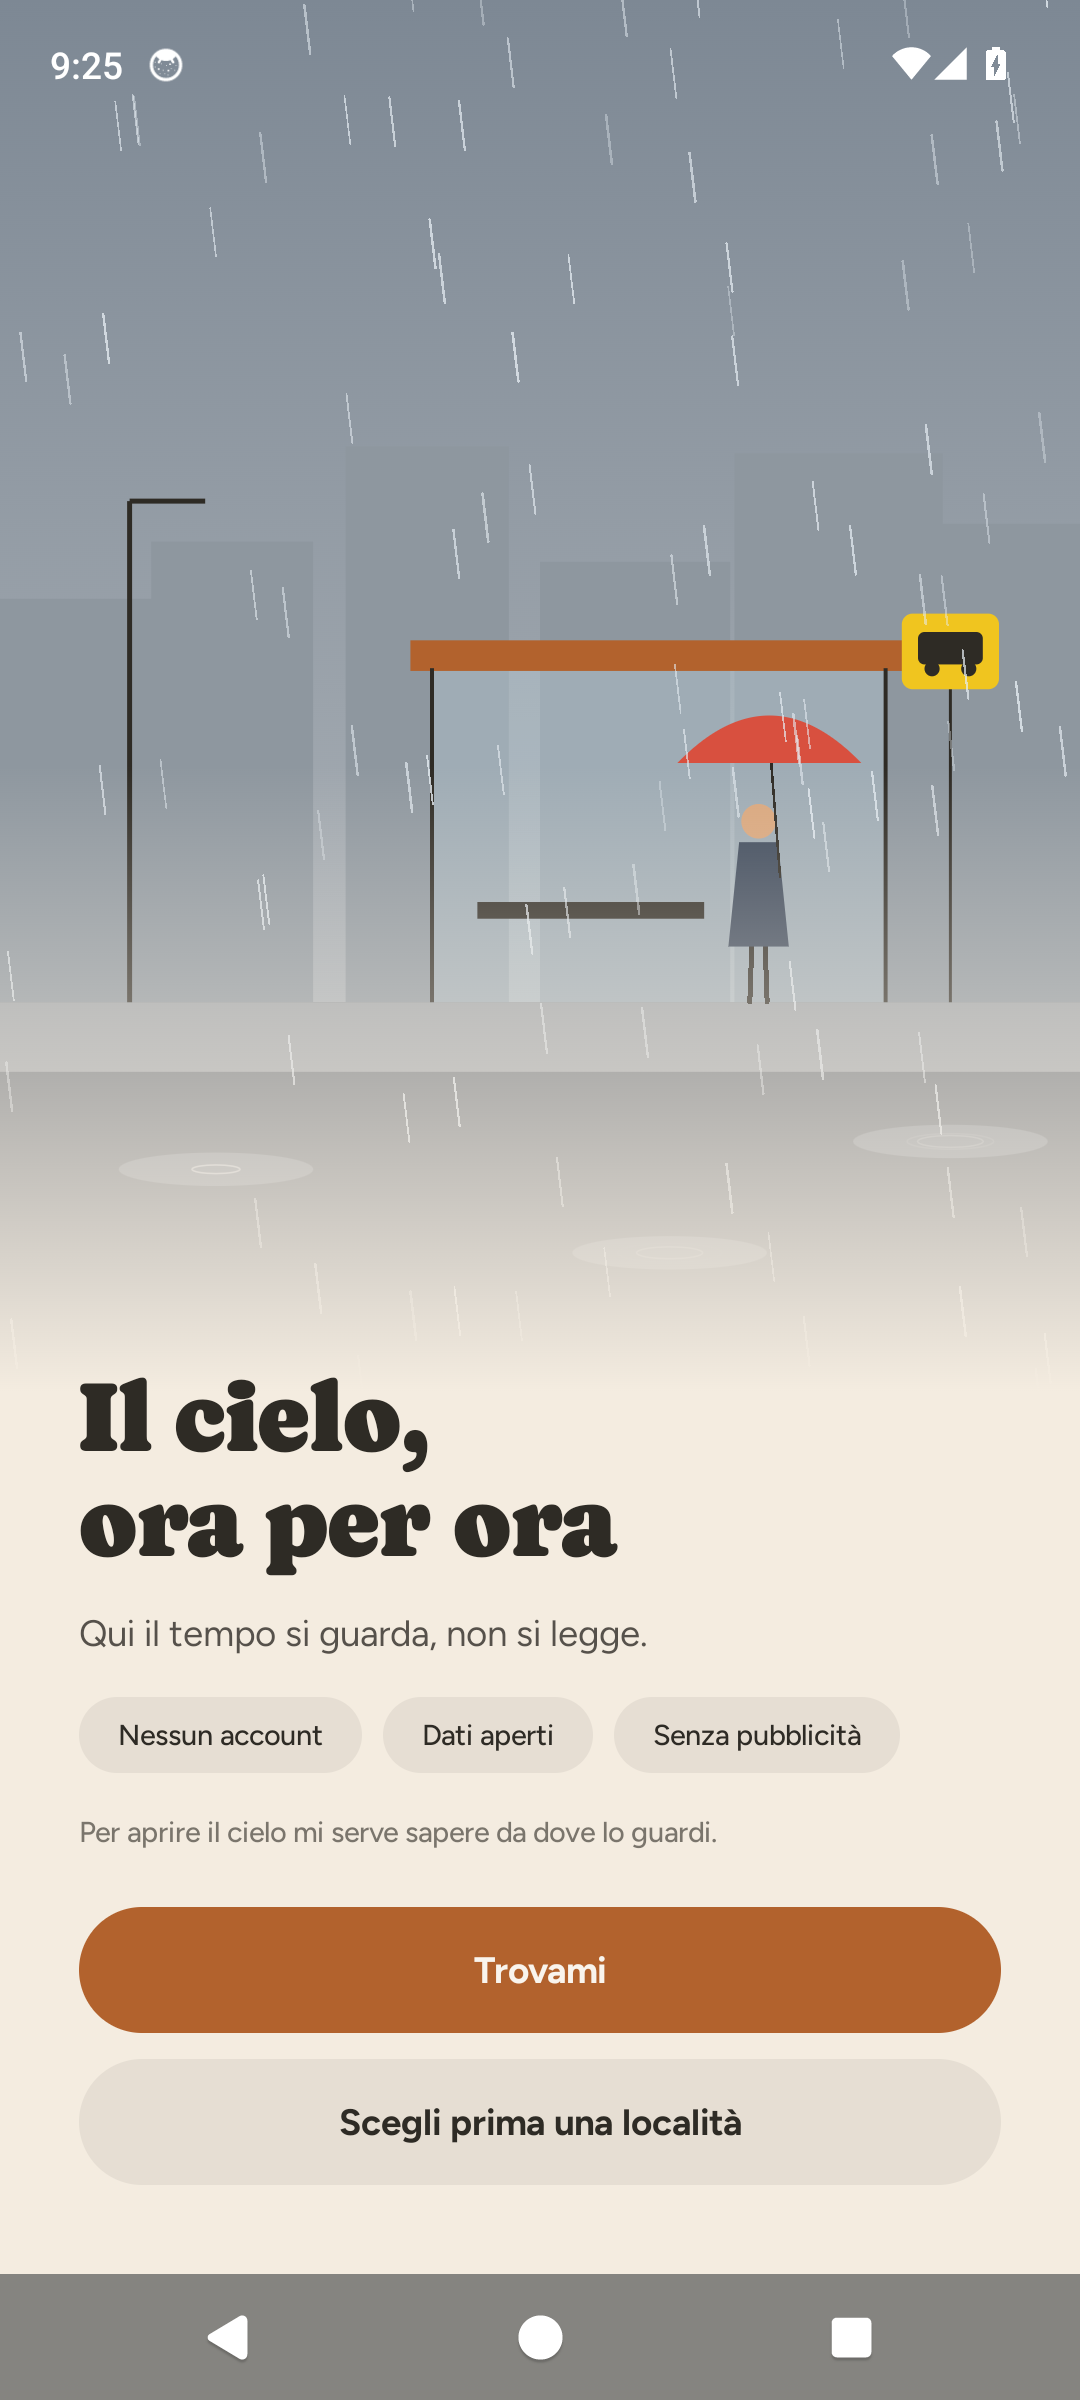 9:25
Il cielo,
ora per ora
Qui il tempo si guarda, non si legge.
Nessun account
Dati aperti
Senza pubblicità
Per aprire il cielo mi serve sapere da dove lo guardi.
Trovami
Scegli prima una località